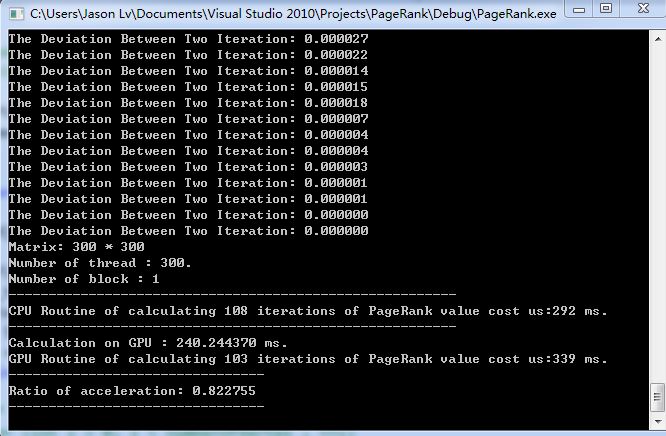 C:\Users\Jason Lv\Documents\Visual Studio 2010\Projects\PageRank\Debug\PageRank.exe
The Deviation Between Two Iteration: 0.000027
The Deviation Between Two Iteration: 0.000022
The Deviation Between Two Iteration: 0.000014
The Deviation Between Two Iteration: 0.000015
The Deviation Between Two Iteration: 0.000018
The Deviation Between Two Iteration: 0.000007
The Deviation Between Two Iteration: 0.000004
The Deviation Between Two Iteration: 0.000004
The Deviation Between Two Iteration: 0.000003
The Deviation Between Two Iteration: 0.000001
The Deviation Between Two Iteration: 0.000001
The Deviation Between Two Iteration: 0.000000
The Deviation Between Two Iteration: 0.000000
Matrix: 300 * 300
Number of thread : 300.
Number of block : 1
--------------------------------------------------------
CPU Routine of calculating 108 iterations of PageRank value cost us:292 ms.
--------------------------------------------------------
Calculation on GPU : 240.244370 ms.
GPU Routine of calculating 103 iterations of PageRank value cost us:339 ms.
--------------------------------
Ratio of acceleration: 0.822755
--------------------------------